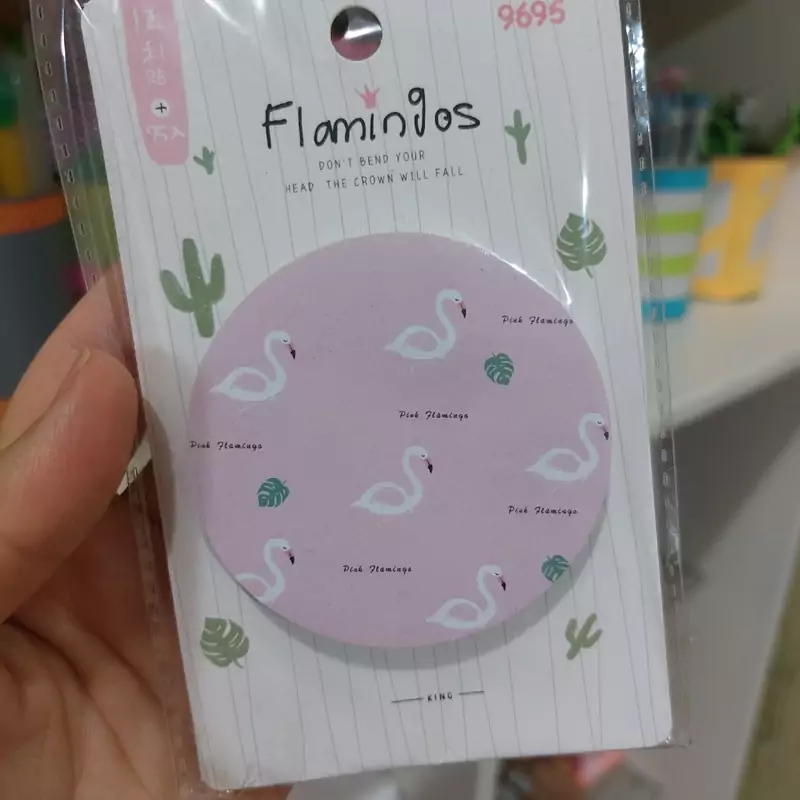 9695
Flamingos
DON'T BEND YOUR
HEAD THE CROWN WILL FALL
Pink Flamingo
Pink Flamingo
Pink Flamingo
Pink Flamingo
Pink Flamingo
KING